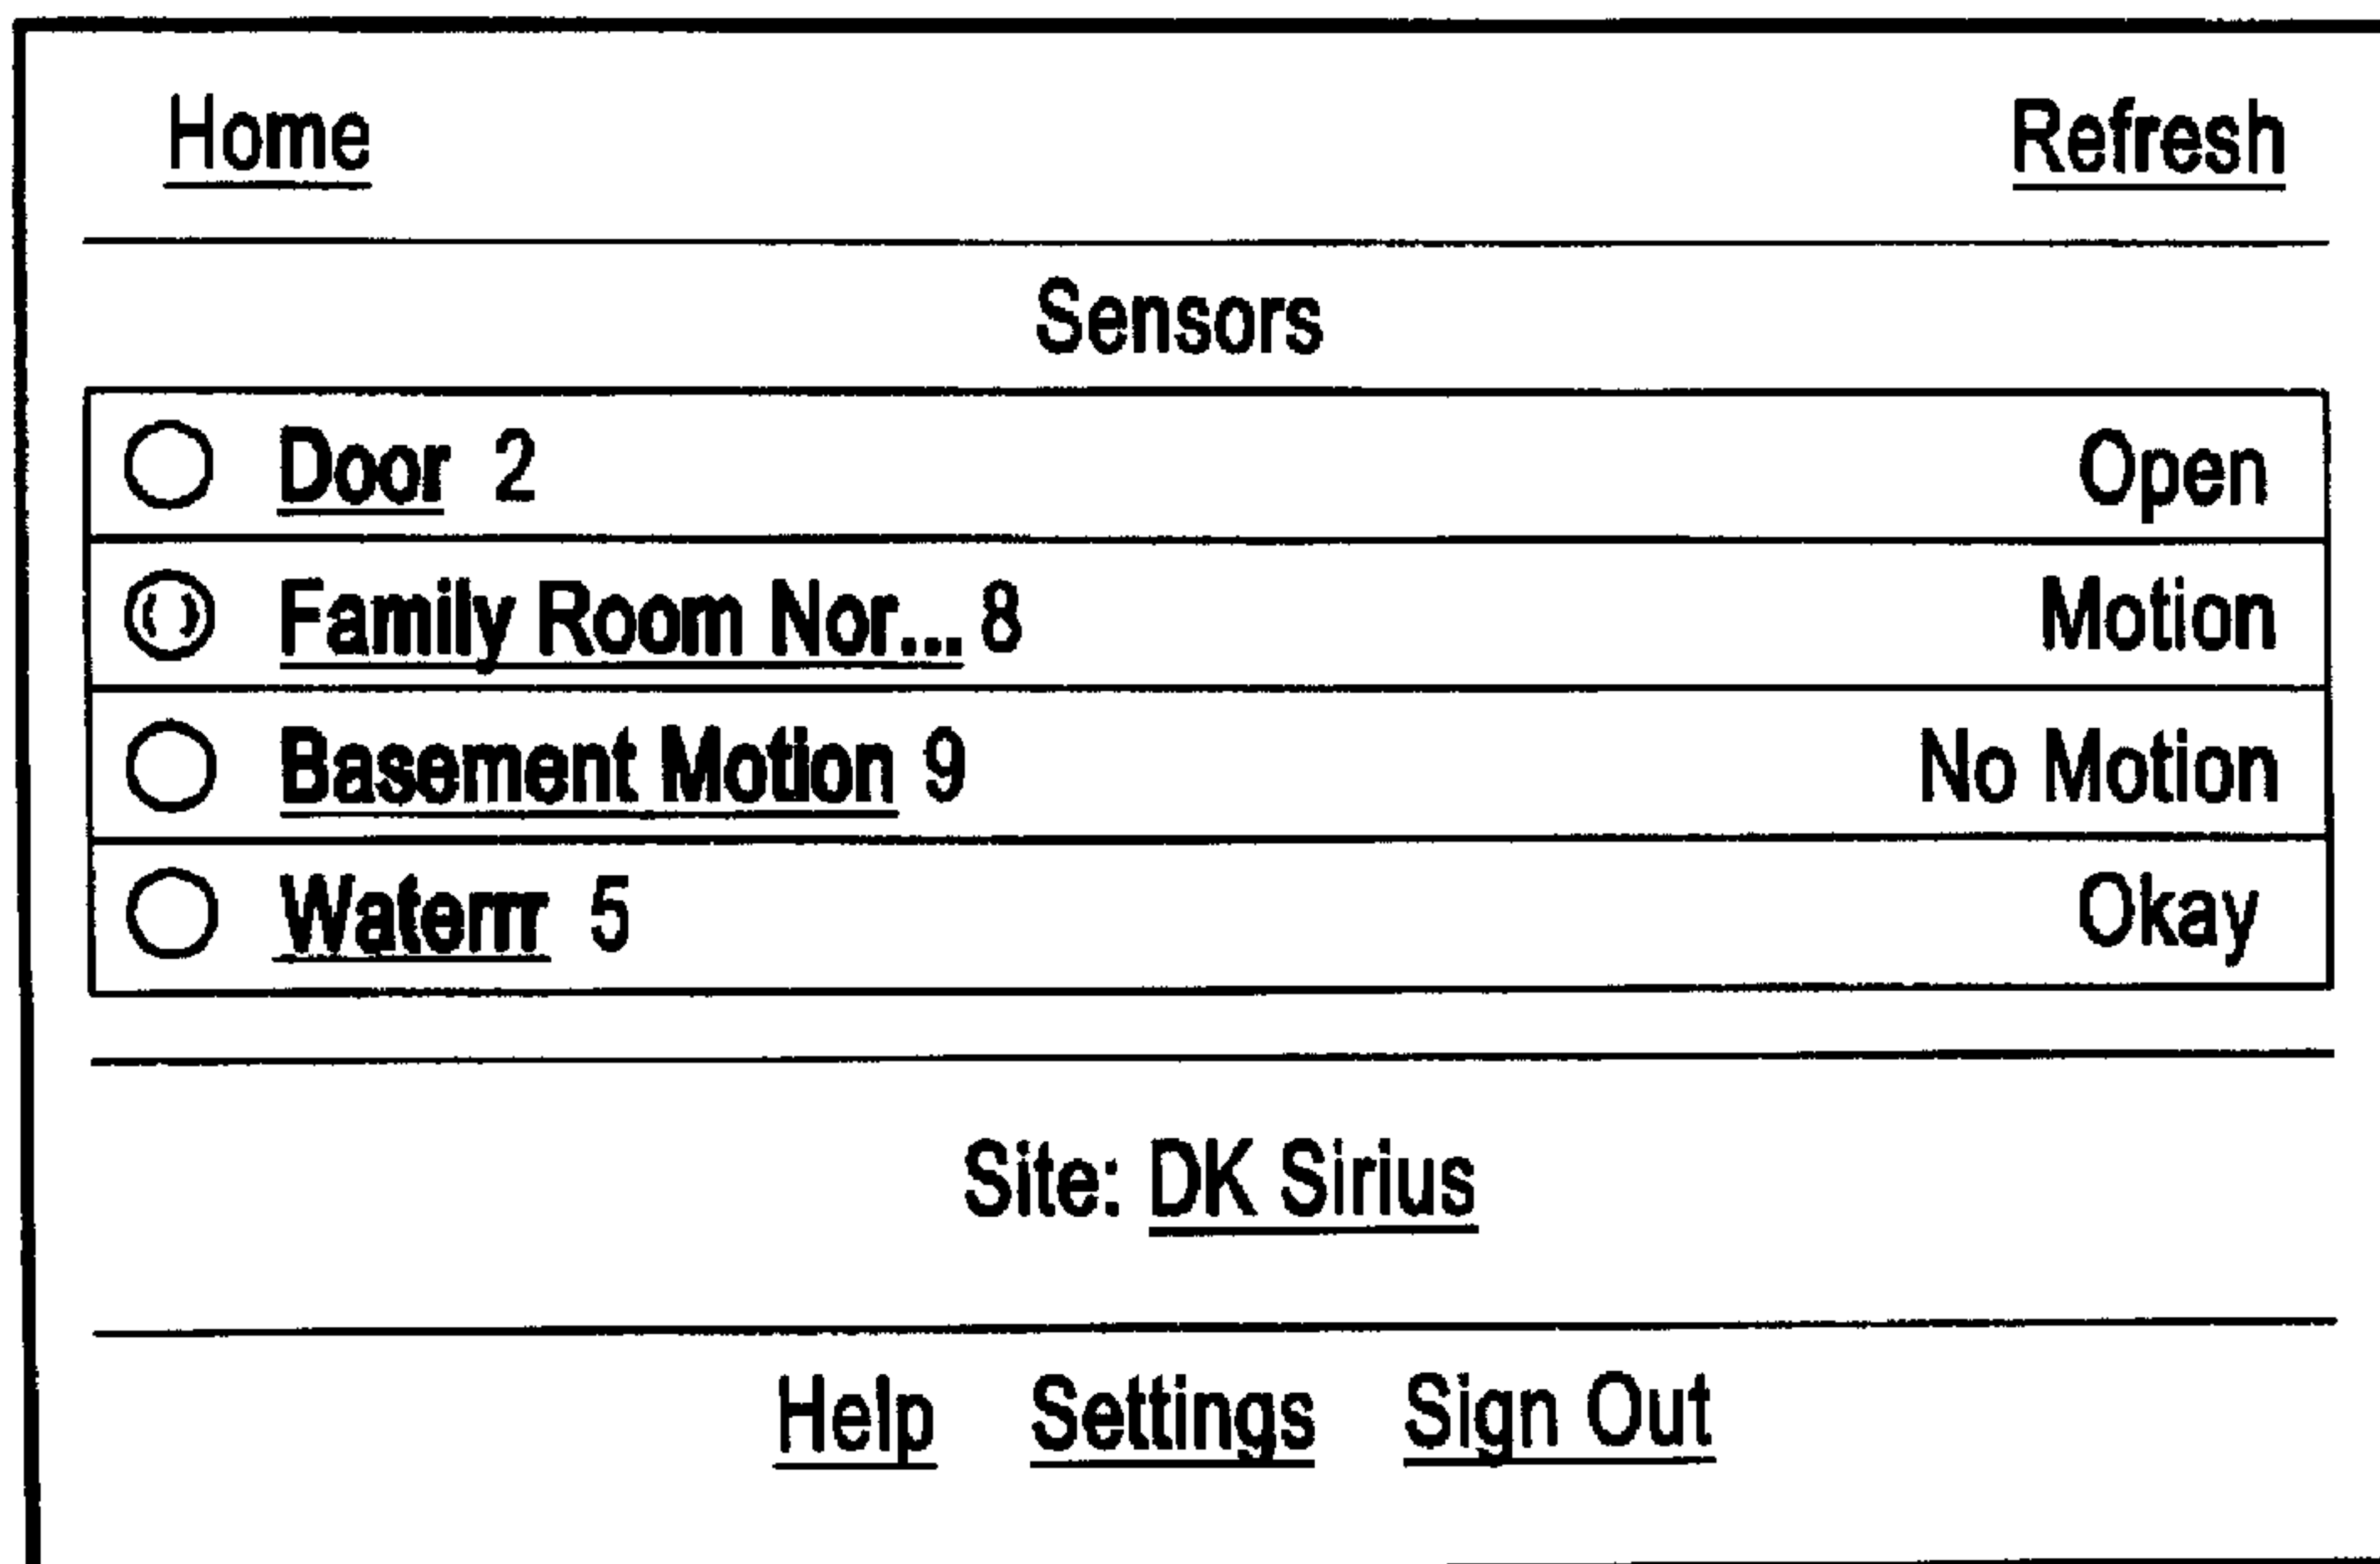 Home Refresh
Sensors
Door 2 Open
Family Room Nor... 8 Motion
Basement Motion 9 No Motion
Waterrr 5 Okay
Site: DK Sirius
Help Settings Sign Out